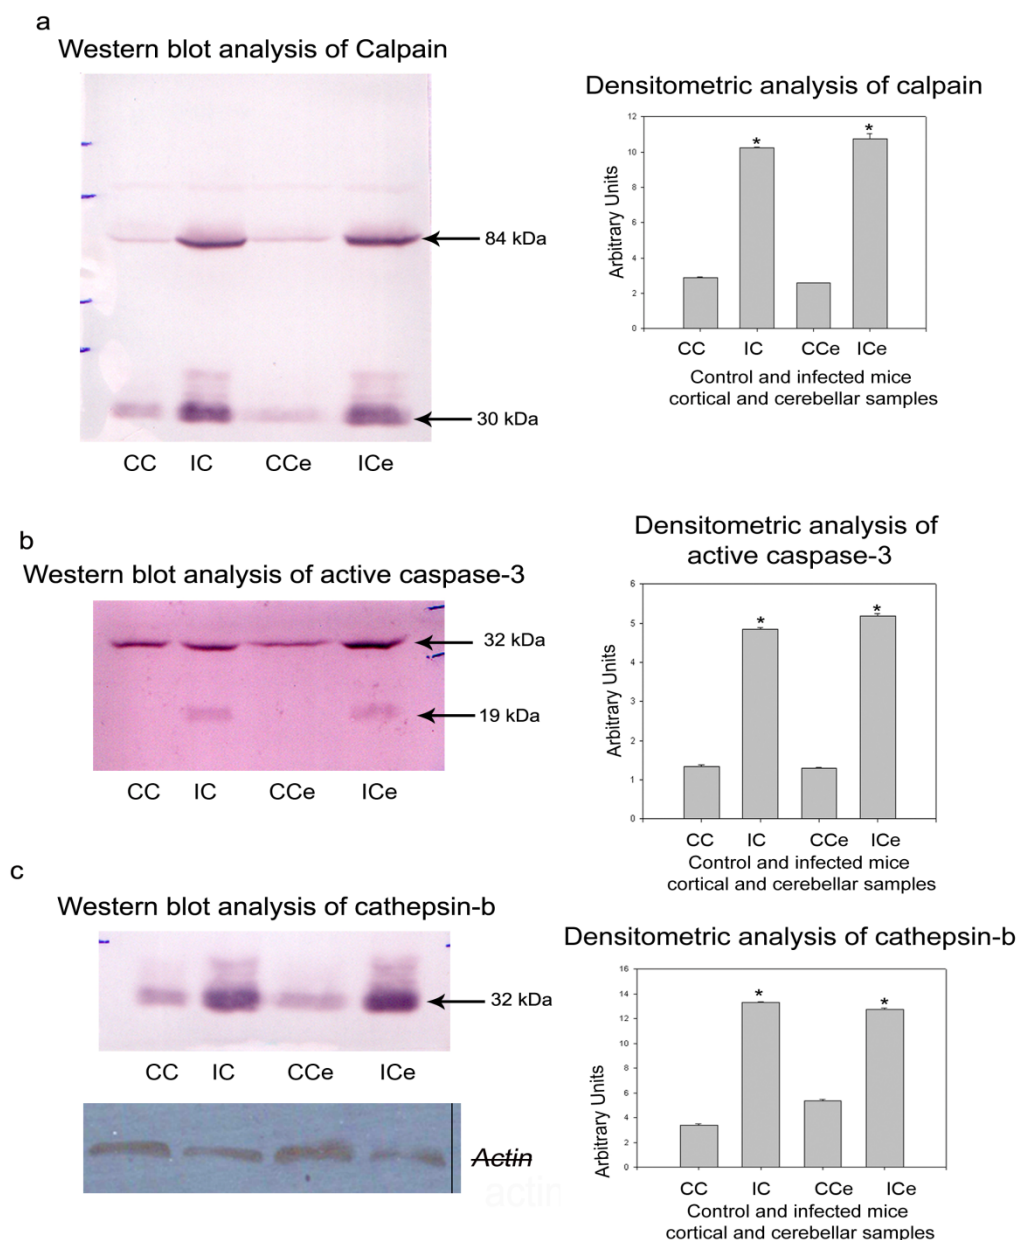 a
Western blot analysis of Calpain
84 kDa
30 kDa
CC IC CCe ICe
Densitometric analysis of calpain
Arbitrary Units
12
10
8
6
4
2
0
* *
CC IC CCe ICe
Control and infected mice
cortical and cerebellar samples
b
Western blot analysis of active caspase-3
32 kDa
19 kDa
CC IC CCe ICe
Densitometric analysis of
active caspase-3
Arbitrary Units
6
5
4
3
2
1
0
* *
CC IC CCe ICe
Control and infected mice
cortical and cerebellar samples
c
Western blot analysis of cathepsin-b
32 kDa
CC IC CCe ICe
Actin
actin
Densitometric analysis of cathepsin-b
Arbitrary Units
16
14
12
10
8
6
4
2
0
* *
CC IC CCe ICe
Control and infected mice
cortical and cerebellar samples